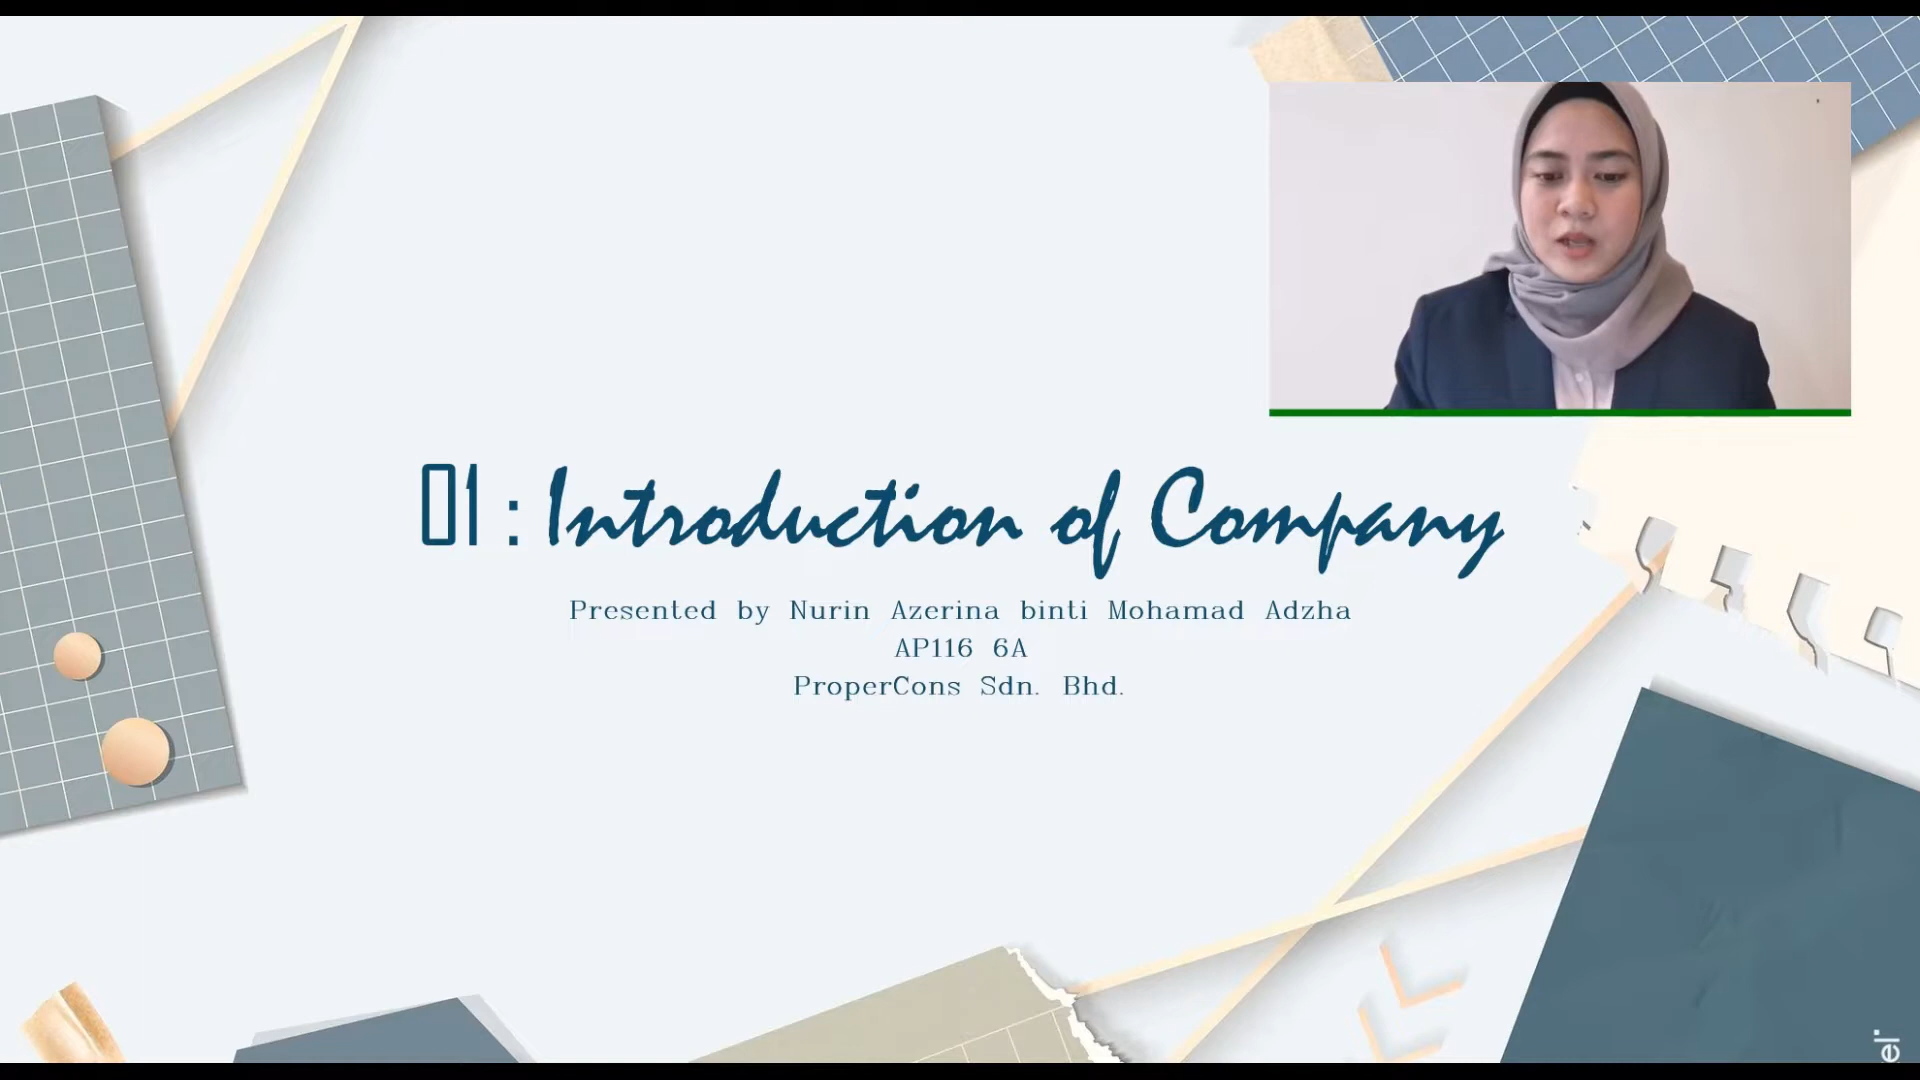 01 : Introduction of Company
Presented by Nurin Azerina binti Mohamad Adzha
AP116 6A
ProperCons Sdn. Bhd.